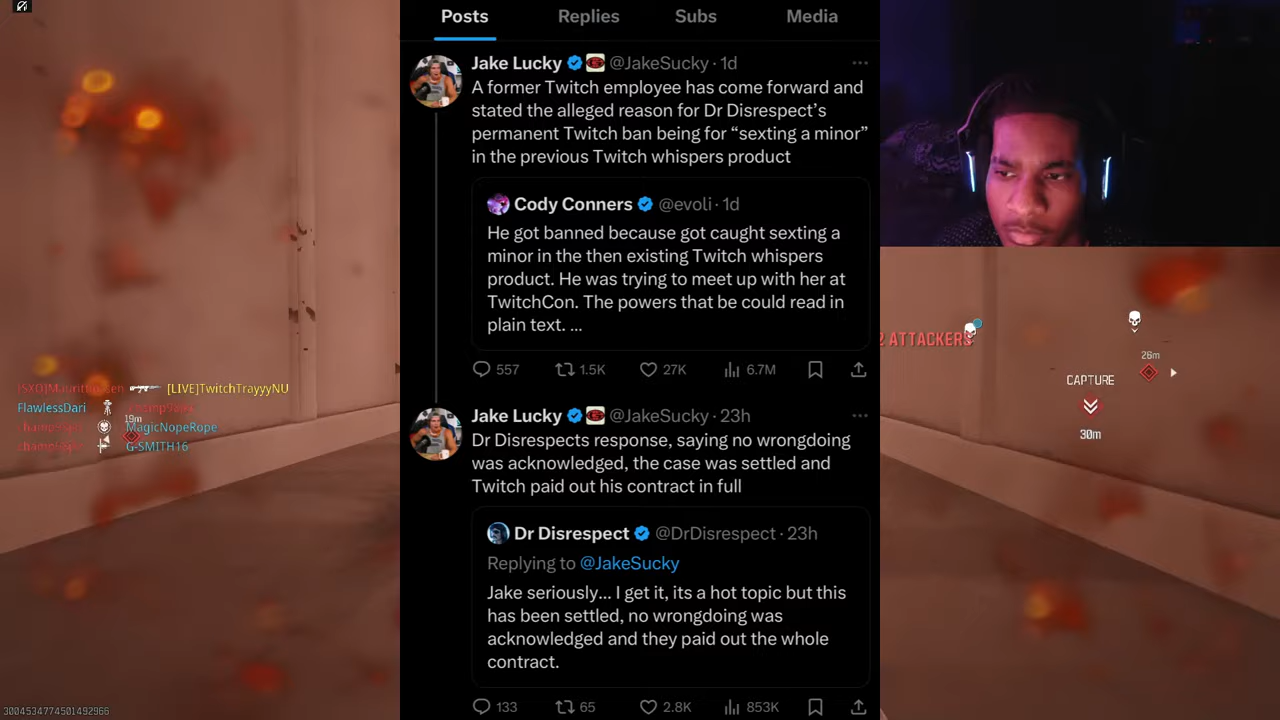 Posts Replies Subs Media
Jake Lucky @JakeSucky · 1d
A former Twitch employee has come forward and
stated the alleged reason for Dr Disrespect’s
permanent Twitch ban being for “sexting a minor”
in the previous Twitch whispers product
Cody Conners @evoli · 1d
He got banned because got caught sexting a
minor in the then existing Twitch whispers
product. He was trying to meet up with her at
TwitchCon. The powers that be could read in
plain text. ...
557 1.5K 27K 6.7M
Jake Lucky @JakeSucky · 23h
Dr Disrespects response, saying no wrongdoing
was acknowledged, the case was settled and
Twitch paid out his contract in full
Dr Disrespect @DrDisrespect · 23h
Replying to @JakeSucky
Jake seriously... I get it, its a hot topic but this
has been settled, no wrongdoing was
acknowledged and they paid out the whole
contract.
133 65 2.8K 853K
[LIVE]TwitchTrayyyNU
FlawlessDari
19m
MagicNopeRope
G-SMITH16
2 ATTACKERS
26m
CAPTURE
30m
3004534774501492966